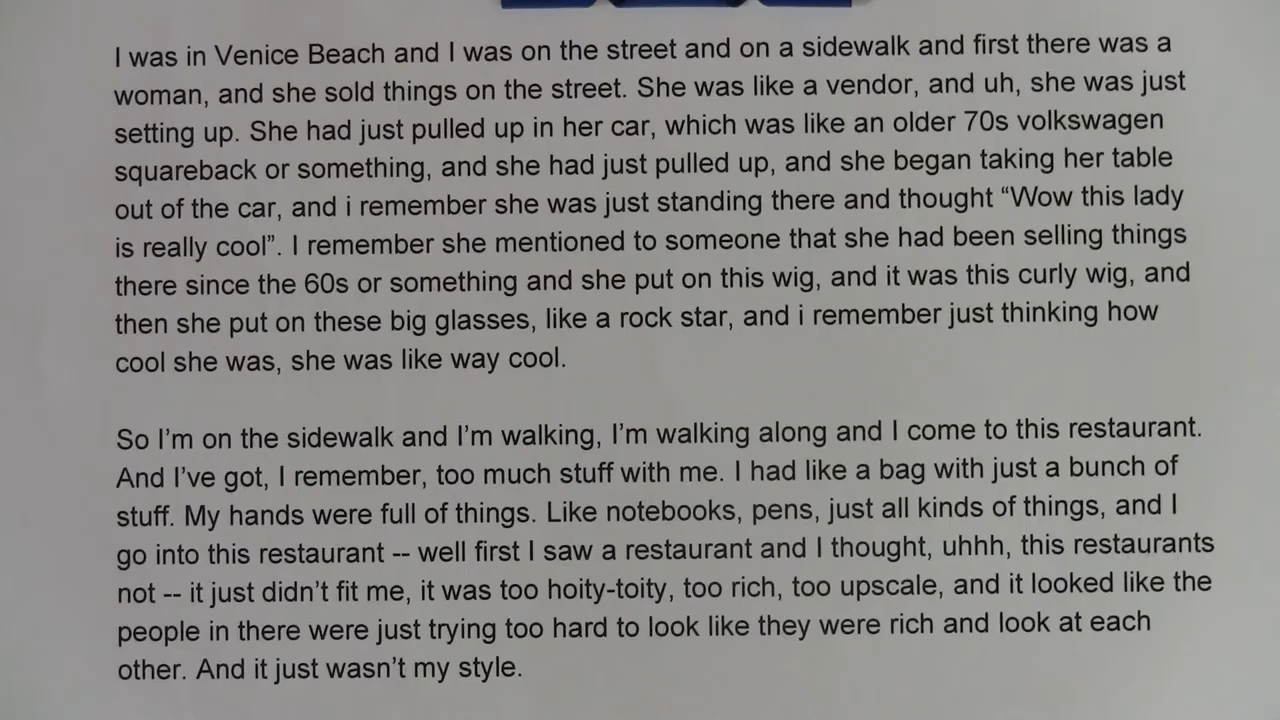 I was in Venice Beach and I was on the street and on a sidewalk and first there was a
woman, and she sold things on the street. She was like a vendor, and uh, she was just
setting up. She had just pulled up in her car, which was like an older 70s volkswagen
squareback or something, and she had just pulled up, and she began taking her table
out of the car, and i remember she was just standing there and thought “Wow this lady
is really cool”. I remember she mentioned to someone that she had been selling things
there since the 60s or something and she put on this wig, and it was this curly wig, and
then she put on these big glasses, like a rock star, and i remember just thinking how
cool she was, she was like way cool.
So I’m on the sidewalk and I’m walking, I’m walking along and I come to this restaurant.
And I’ve got, I remember, too much stuff with me. I had like a bag with just a bunch of
stuff. My hands were full of things. Like notebooks, pens, just all kinds of things, and I
go into this restaurant -- well first I saw a restaurant and I thought, uhhh, this restaurants
not -- it just didn’t fit me, it was too hoity-toity, too rich, too upscale, and it looked like the
people in there were just trying too hard to look like they were rich and look at each
other. And it just wasn’t my style.